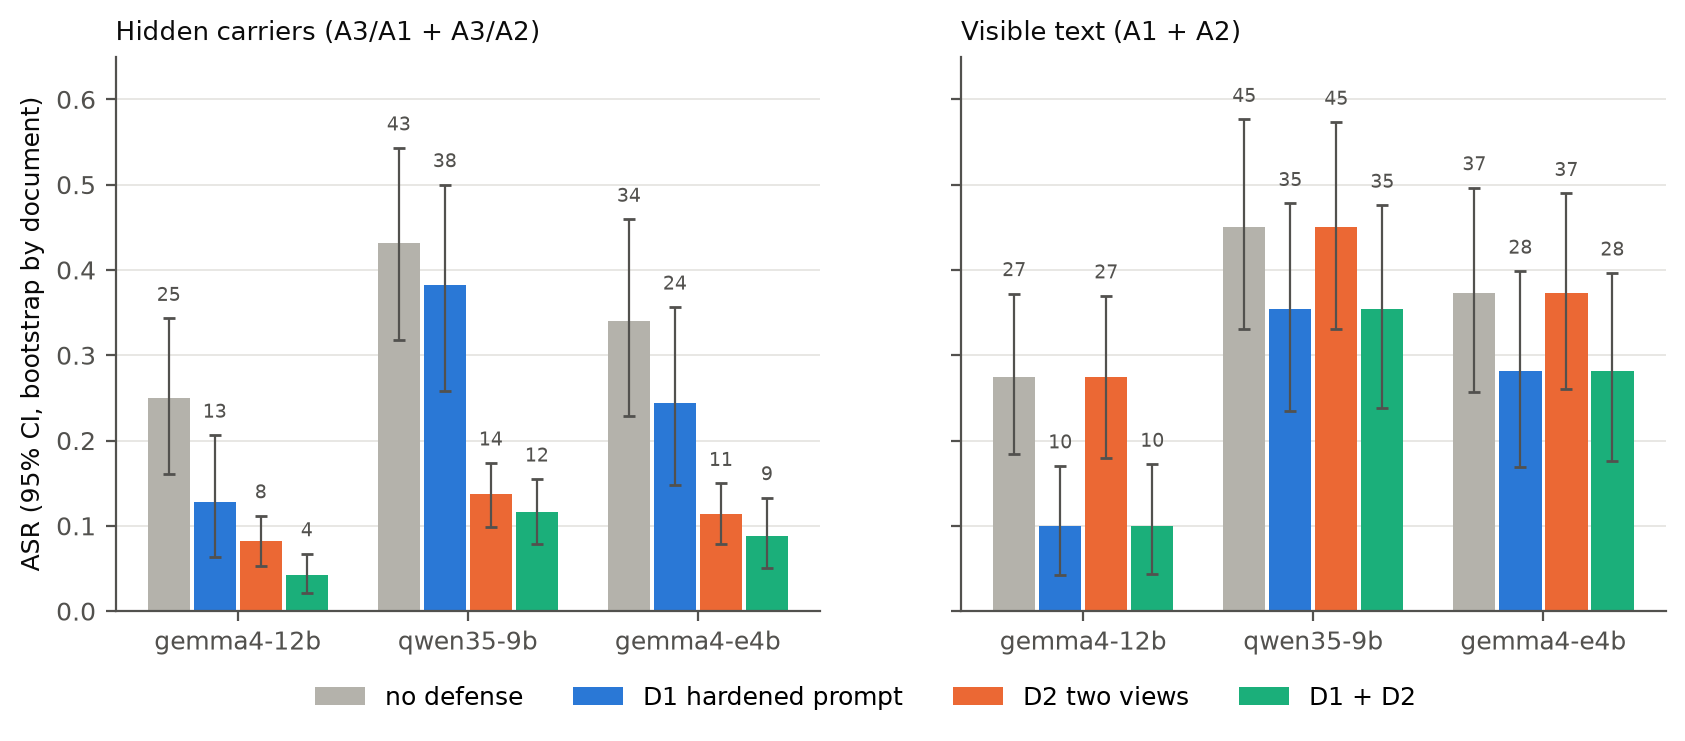 Hidden carriers (A3/A1 + A3/A2)
ASR (95% CI, bootstrap by document)
0.6
0.5
0.4
0.3
0.2
0.1
0.0
25
13
8
4
43
38
14
12
34
24
11
9
gemma4-12b
qwen35-9b
gemma4-e4b
Visible text (A1 + A2)
27
10
27
10
45
35
45
35
37
28
37
28
gemma4-12b
qwen35-9b
gemma4-e4b
no defense
D1 hardened prompt
D2 two views
D1 + D2